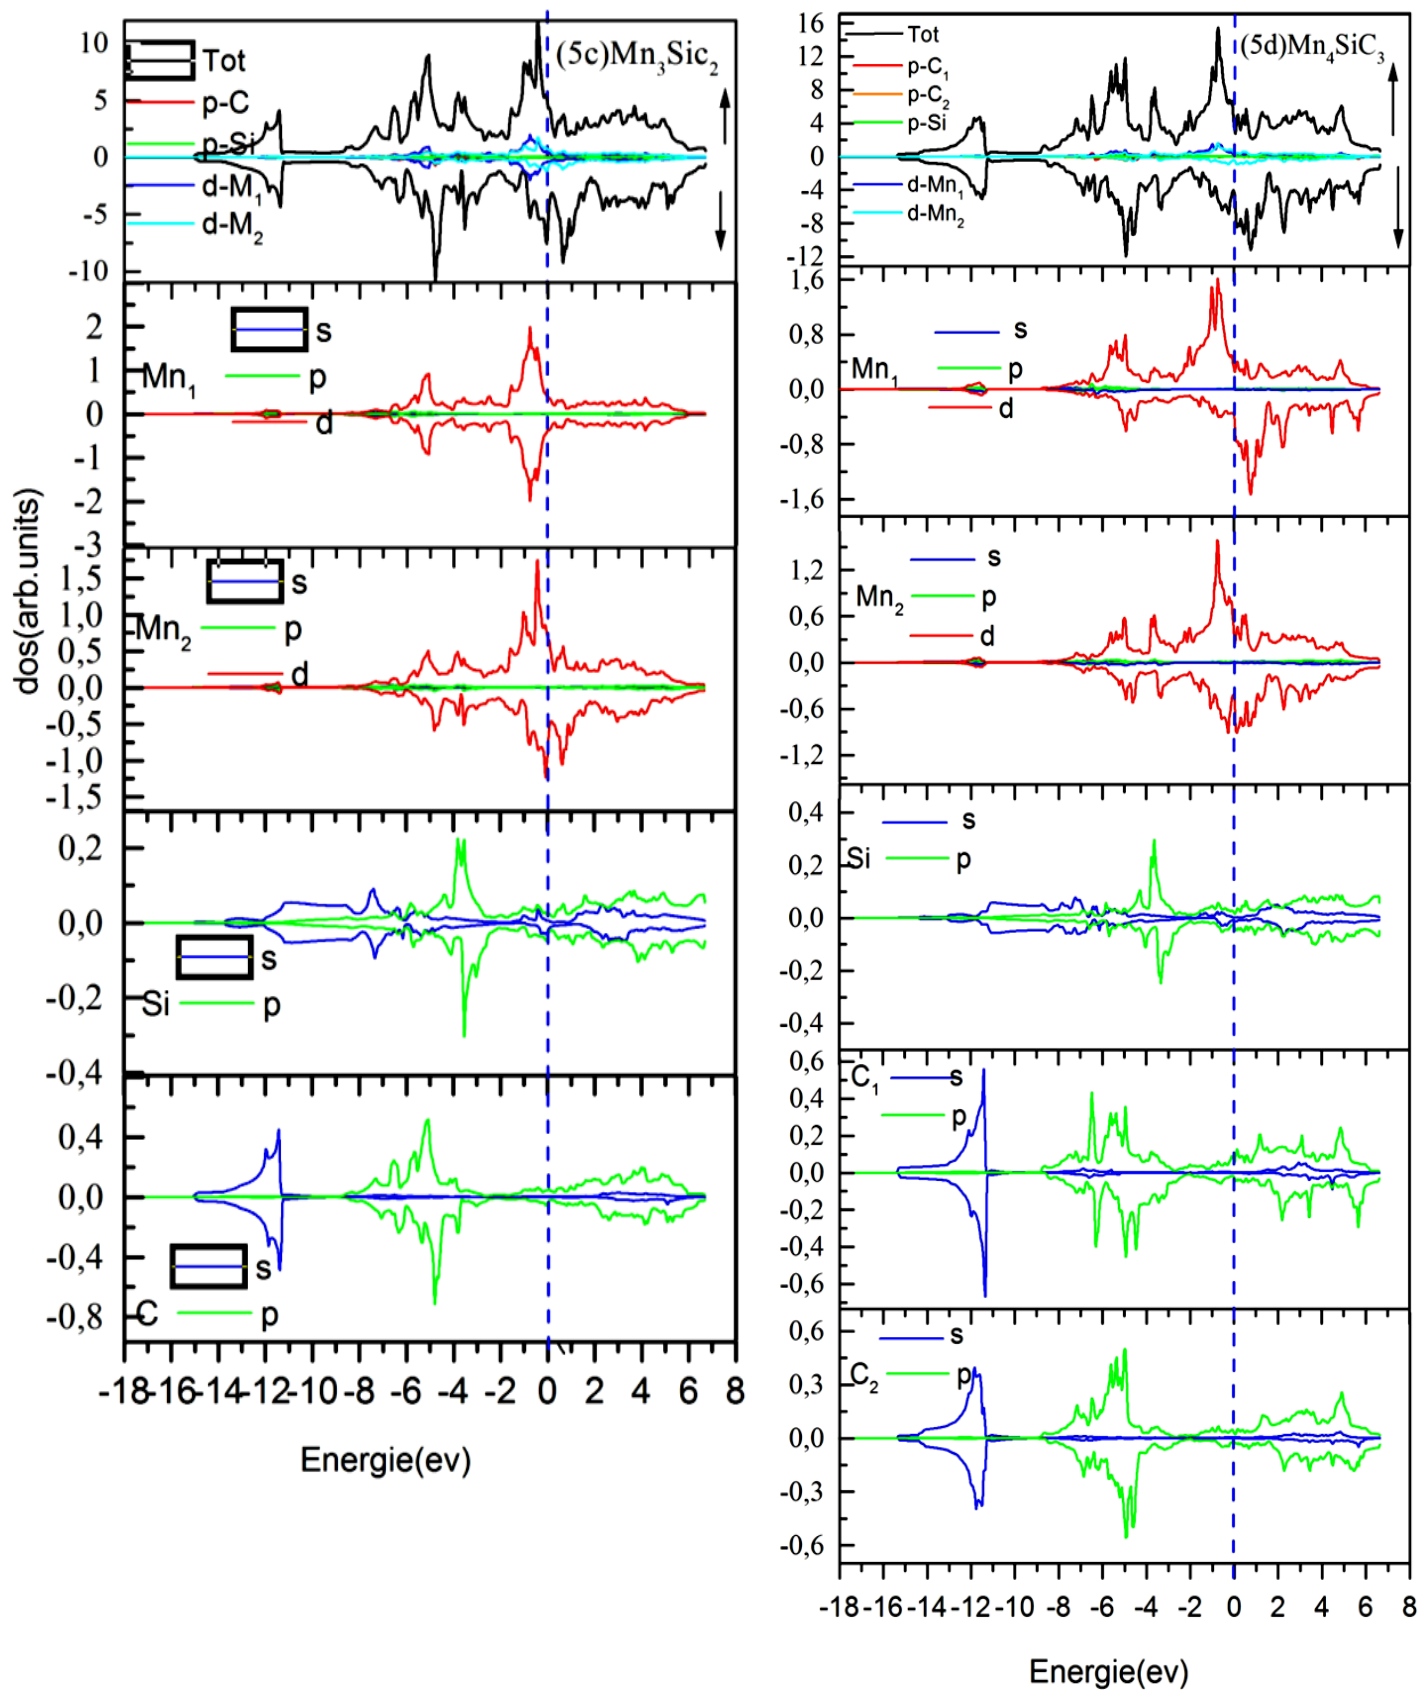 dos(arb.units)
(5c)Mn3Sic2
10
5
0
-5
-10
Tot
p-C
p-Si
d-M1
d-M2
Mn1
s
p
d
2
1
0
-1
-2
-3
Mn2
s
p
d
1,5
1,0
0,5
0,0
-0,5
-1,0
-1,5
Si
s
p
0,2
0,0
-0,2
-0,4
C
s
p
0,4
0,0
-0,4
-0,8
-18 -16 -14 -12 -10 -8 -6 -4 -2 0 2 4 6 8
Energie(ev)
(5d)Mn4SiC3
16
12
8
4
0
-4
-8
-12
Tot
p-C1
p-C2
p-Si
d-Mn1
d-Mn2
Mn1
s
p
d
1,6
0,8
0,0
-0,8
-1,6
Mn2
s
p
d
1,2
0,6
0,0
-0,6
-1,2
Si
s
p
0,4
0,2
0,0
-0,2
-0,4
C1
s
p
0,6
0,4
0,2
0,0
-0,2
-0,4
-0,6
C2
s
p
0,6
0,3
0,0
-0,3
-0,6
-18 -16 -14 -12 -10 -8 -6 -4 -2 0 2 4 6 8
Energie(ev)